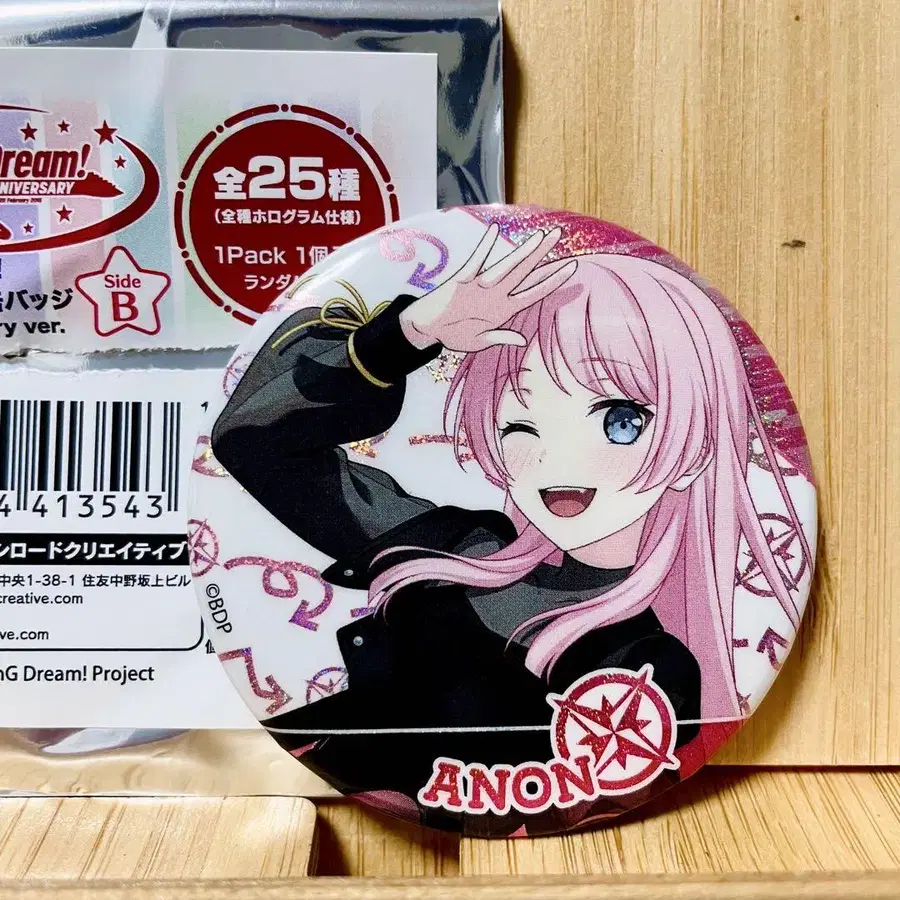 Dream!
ANNIVERSARY
全25種
(全種ホログラム仕様)
1Pack 1個
ランダ
Side
B
バッジ
ry ver.
4 413543
ンロードクリエイティブ
中央1-38-1 住友中野坂上ビル
creative.com
e.com
nG Dream! Project
©BDP
ANON